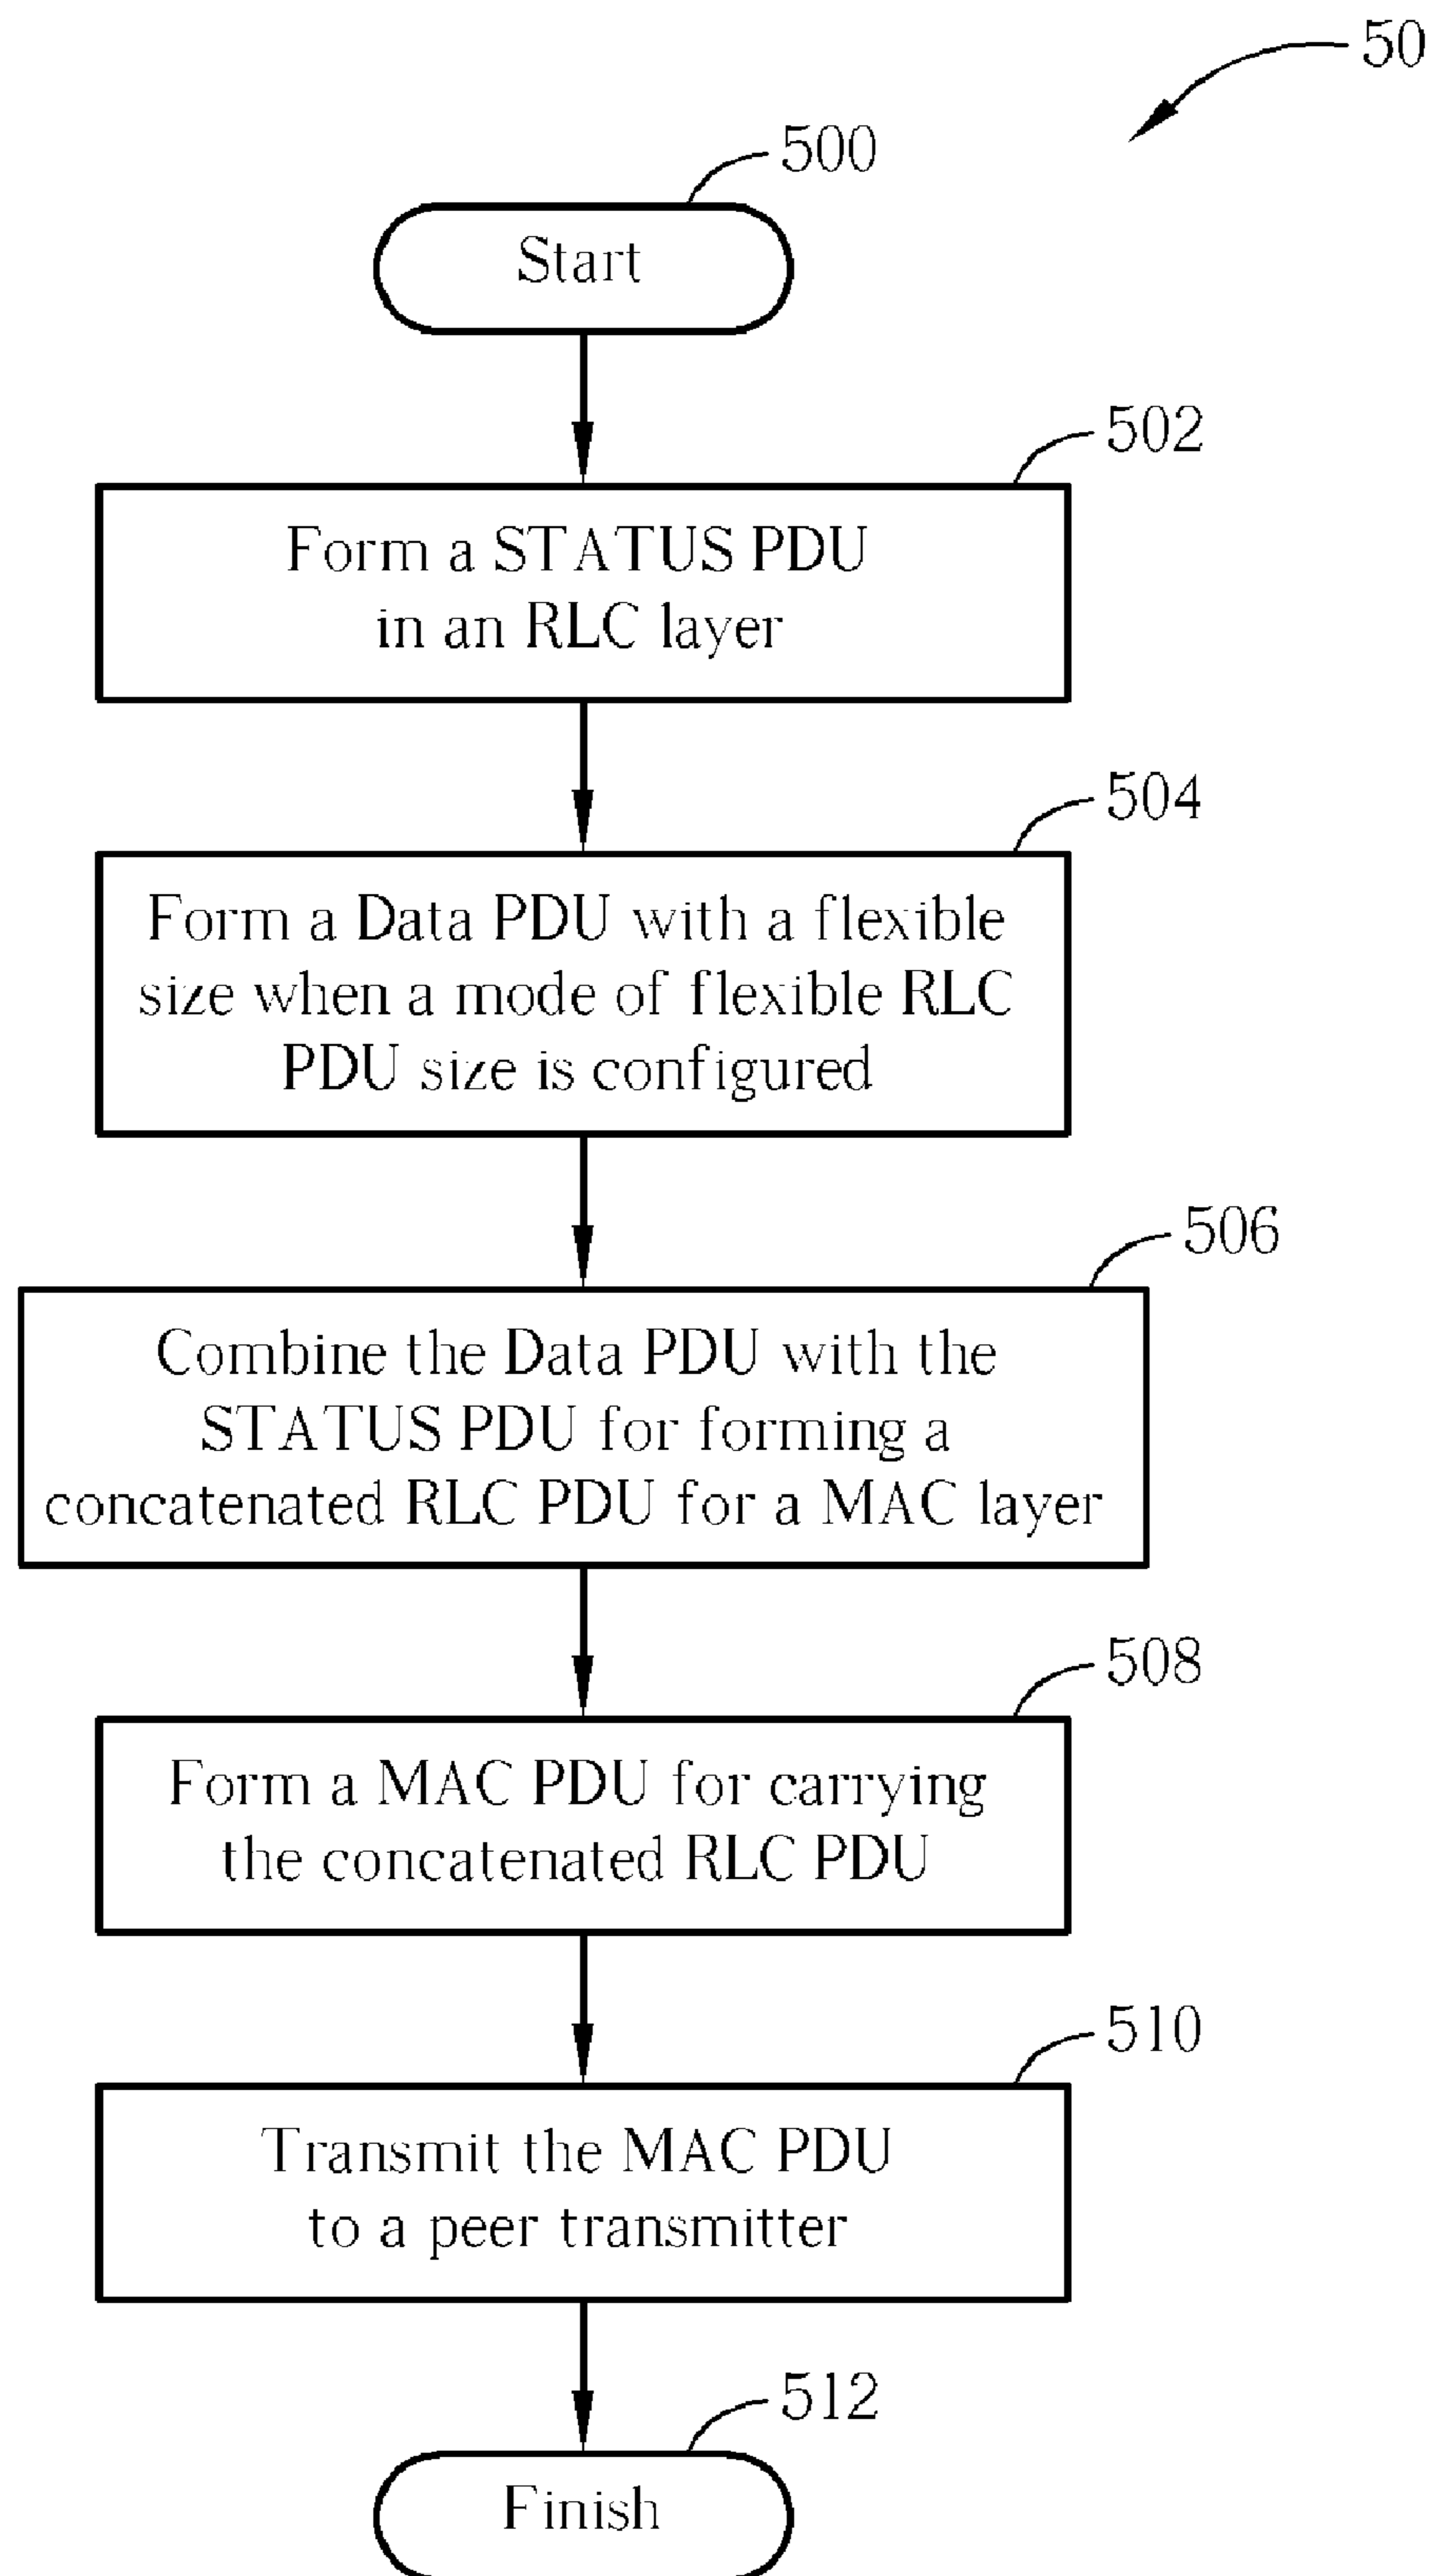 50
500
Start
502
Form a STATUS PDU
in an RLC layer
504
Form a Data PDU with a flexible
size when a mode of flexible RLC
PDU size is configured
506
Combine the Data PDU with the
STATUS PDU for forming a
concatenated RLC PDU for a MAC layer
508
Form a MAC PDU for carrying
the concatenated RLC PDU
510
Transmit the MAC PDU
to a peer transmitter
512
Finish